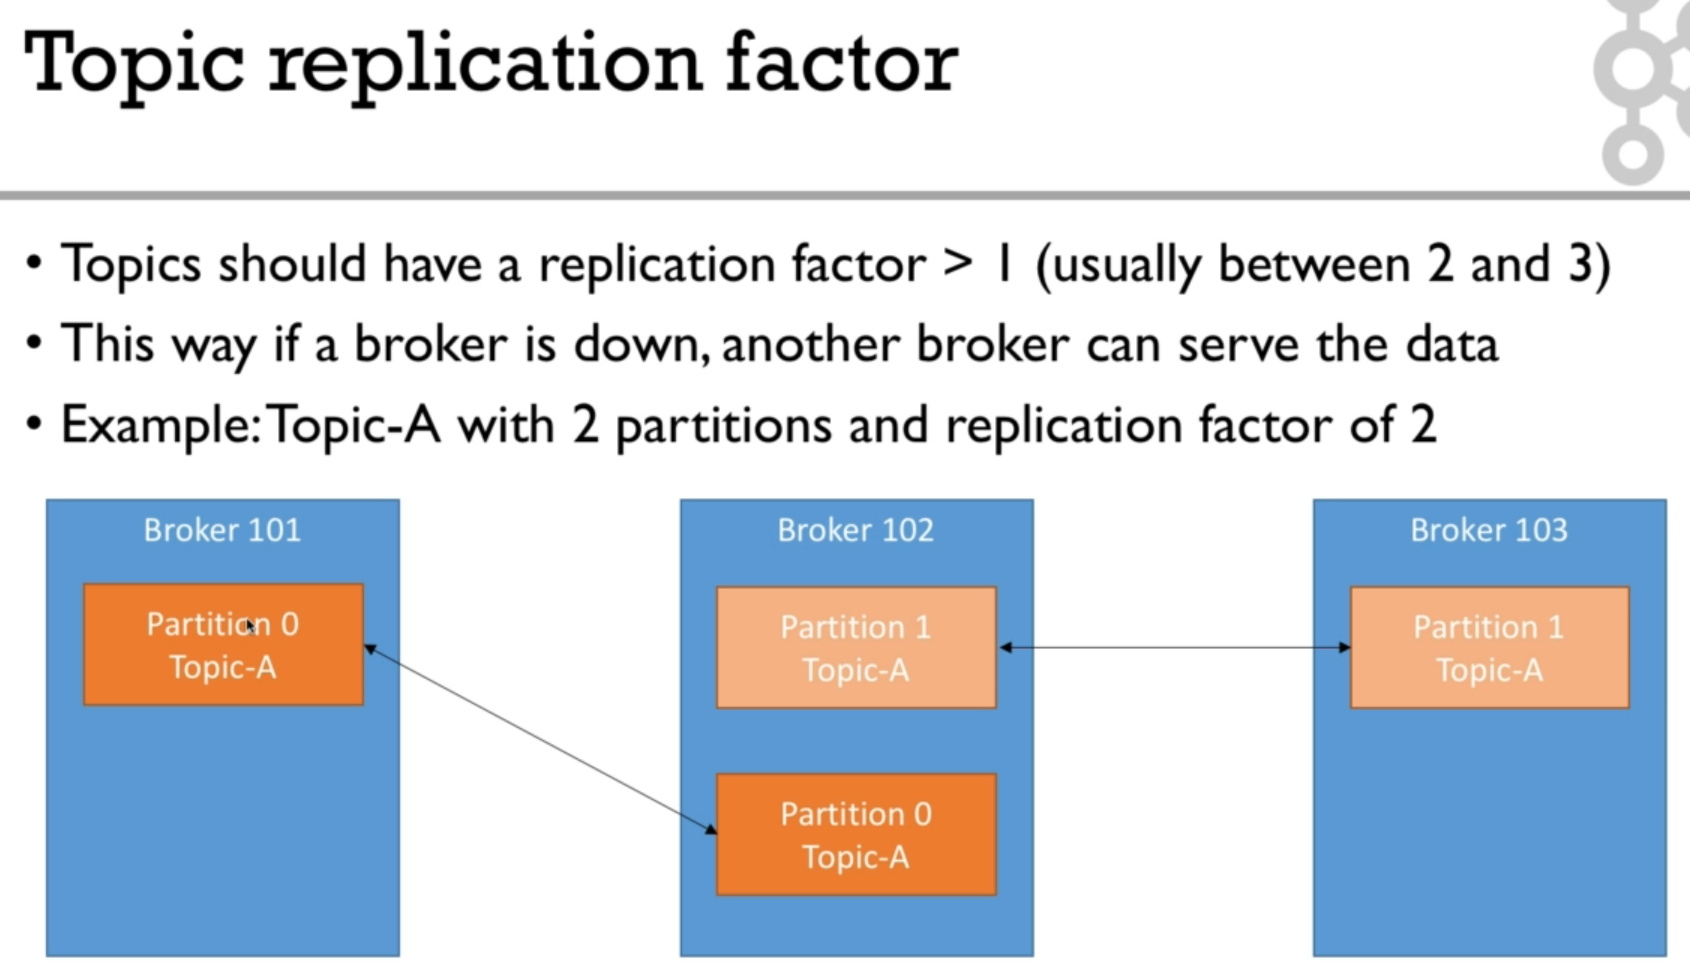 Topic replication factor
• Topics should have a replication factor > 1 (usually between 2 and 3)
• This way if a broker is down, another broker can serve the data
• Example: Topic-A with 2 partitions and replication factor of 2
Broker 101
Partition 0
Topic-A
Broker 102
Partition 1
Topic-A
Partition 0
Topic-A
Broker 103
Partition 1
Topic-A